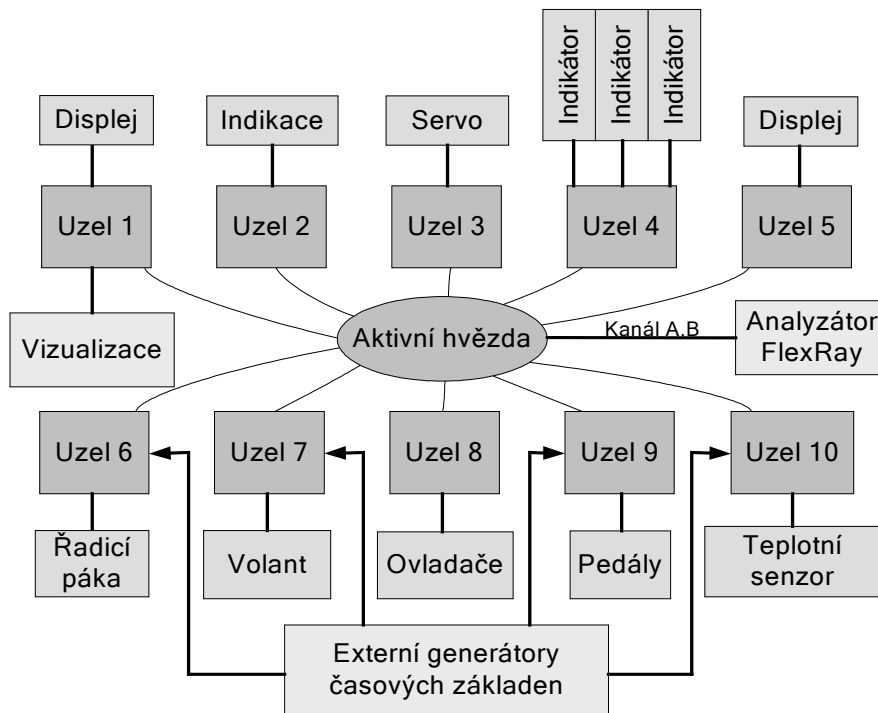 Indikátor
Indikátor
Indikátor
Displej
Indikace
Servo
Displej
Uzel 1
Uzel 2
Uzel 3
Uzel 4
Uzel 5
Vizualizace
Aktivní hvězda
Kanál A,B
Analyzátor
FlexRay
Uzel 6
Uzel 7
Uzel 8
Uzel 9
Uzel 10
Řadicí
páka
Volant
Ovladače
Pedály
Teplotní
senzor
Externí generátory
časových základen